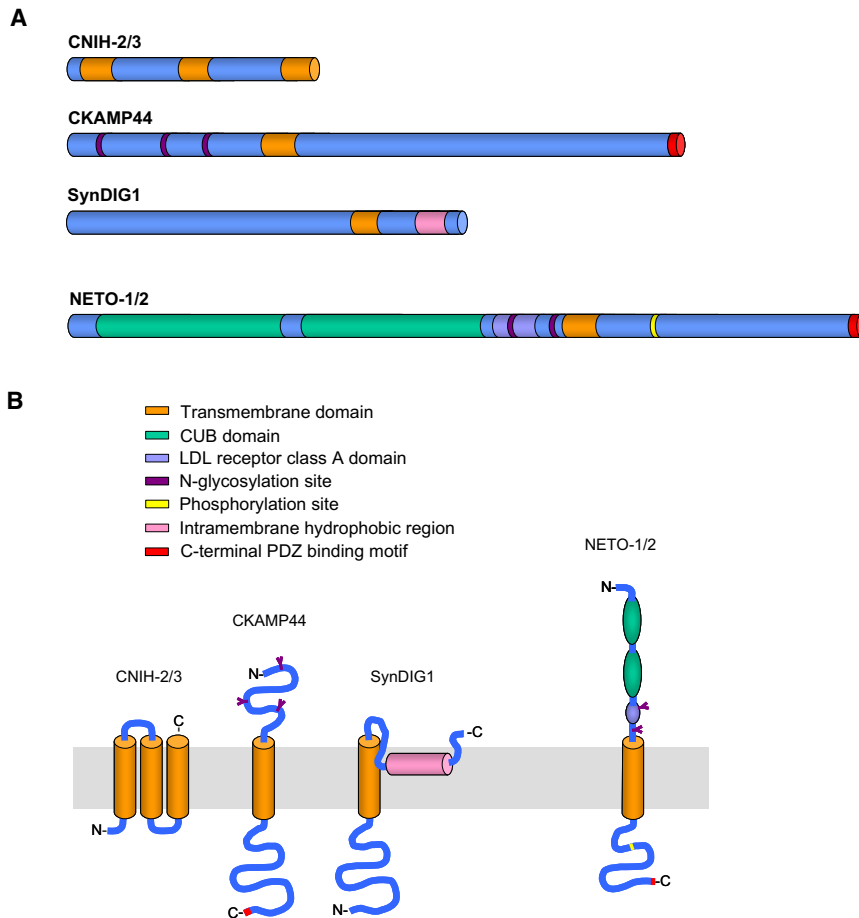 A
CNIH-2/3
CKAMP44
SynDIG1
NETO-1/2
B
Transmembrane domain
CUB domain
LDL receptor class A domain
N-glycosylation site
Phosphorylation site
Intramembrane hydrophobic region
C-terminal PDZ binding motif
NETO-1/2
N-
CKAMP44
CNIH-2/3
N-
SynDIG1
C
-C
N-
-C
C-
N-